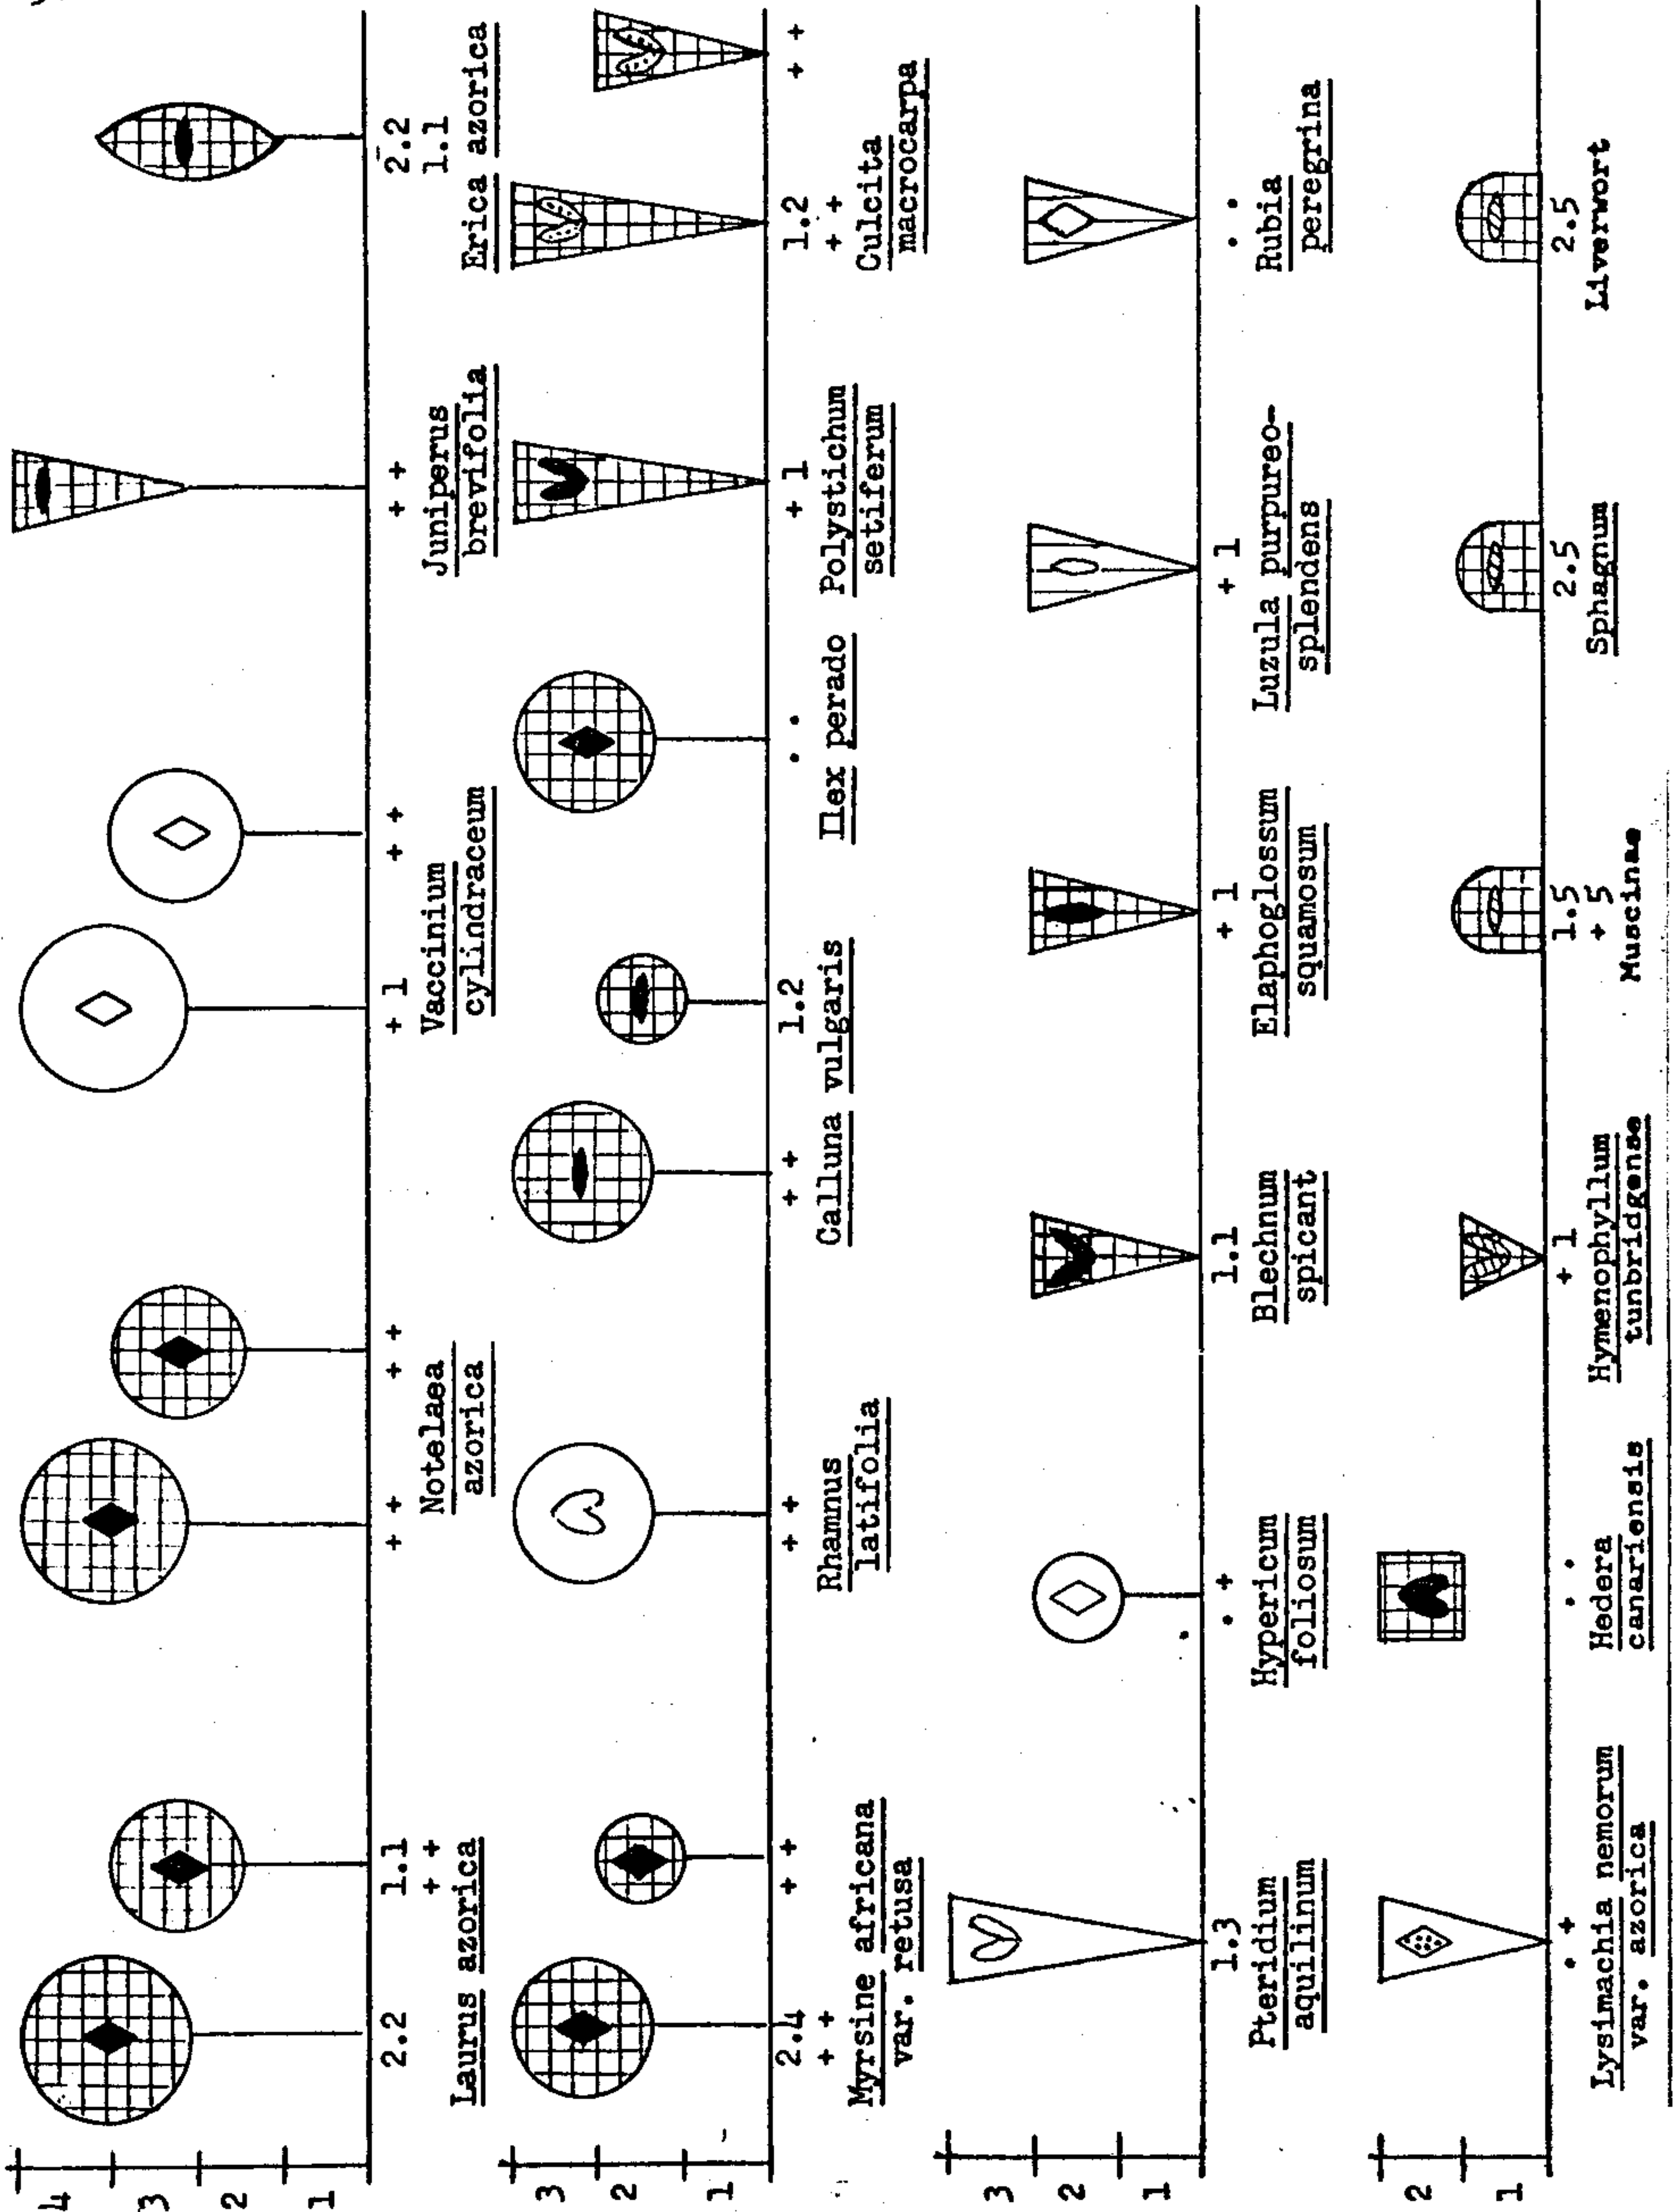 4
3
2
1
2.2 1.1 + + + + + 1 + + + + 2.2
+ + 1.1
Laurus azorica Notelaea Vaccinium Juniperus Erica azorica
azorica cylindraceum brevifolia
3
2
1
2.4 + + + + + + 1.2 . . + 1 1.2 + +
+ + + +
Myrsine africana Rhamnus Calluna vulgaris Ilex perado Polystichum Culcita
var. retusa latifolia setiferum macrocarpa
3
2
1
1.3 . + 1.1 + 1 + 1 . .
Pteridium Hypericum Blechnum Elaphoglossum Luzula purpureo- Rubia
aquilinum foliosum spicant squamosum splendens peregrina
2
1
. + . . + 1 1.5 2.5 2.5
+ 5
Lysimachia nemorum Hedera Hymenophyllum Muscinae Sphagnum Liverwort
var. azorica canariensis tunbridgense